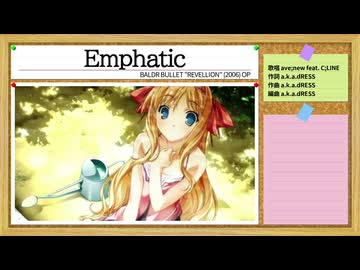 Emphatic
BALDR BULLET "REVELLION" (2006) OP
歌唱 ave;new feat. C;LINE
作詞 a.k.a.dRESS
作曲 a.k.a.dRESS
編曲 a.k.a.dRESS